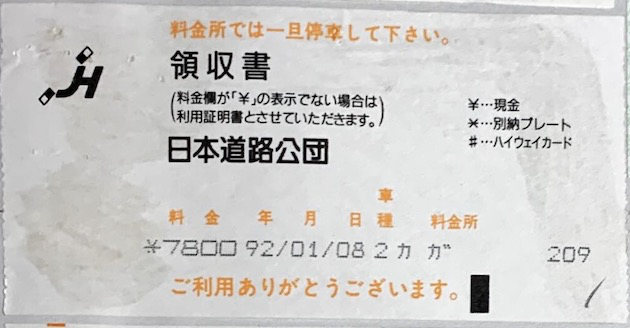 料金所では一旦停車して下さい。
JH
領収書
(料金欄が「¥」の表示でない場合は
利用証明書とさせていただきます。)
¥…現金
＊…別納プレート
#…ハイウェイカード
日本道路公団
料金 年 月 日 車種 料金所
¥7800 92/01/08 2 カ ガ 209
ご利用ありがとうございます。